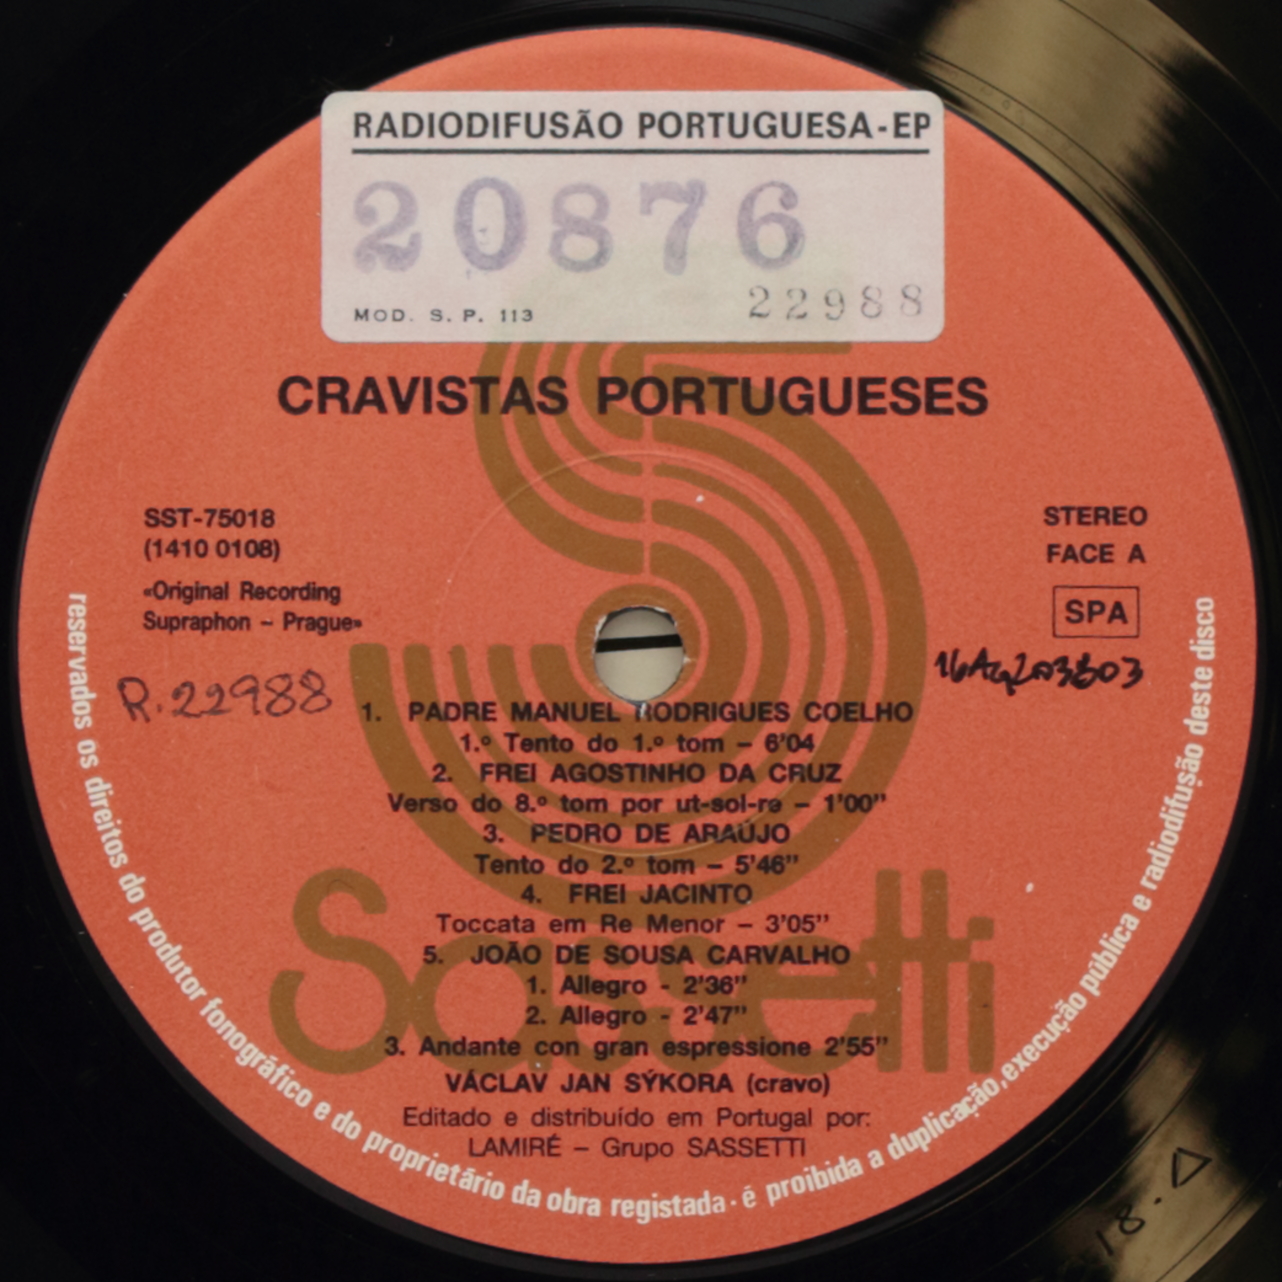 RADIODIFUSÃO PORTUGUESA-EP
20876
MOD. S. P. 113
22988
CRAVISTAS PORTUGUESES
SST-75018
(1410 0108)
«Original Recording
Supraphon – Prague»
STEREO
FACE A
SPA
R.22988
1. PADRE MANUEL RODRIGUES COELHO
1.º Tento do 1.º tom – 6'04
2. FREI AGOSTINHO DA CRUZ
Verso do 8.º tom por ut-sol-re – 1'00"
3. PEDRO DE ARAÚJO
Tento do 2.º tom – 5'46"
4. FREI JACINTO
Toccata em Re Menor – 3'05"
5. JOÃO DE SOUSA CARVALHO
1. Allegro - 2'36"
2. Allegro - 2'47"
3. Andante con gran espressione 2'55"
VÁCLAV JAN SÝKORA (cravo)
Editado e distribuído em Portugal por:
LAMIRÉ – Grupo SASSETTI
Sassetti
reservados os direitos do produtor fonográfico e do proprietário da obra registada · é proibida a duplicação, execução pública e radiodifusão deste disco